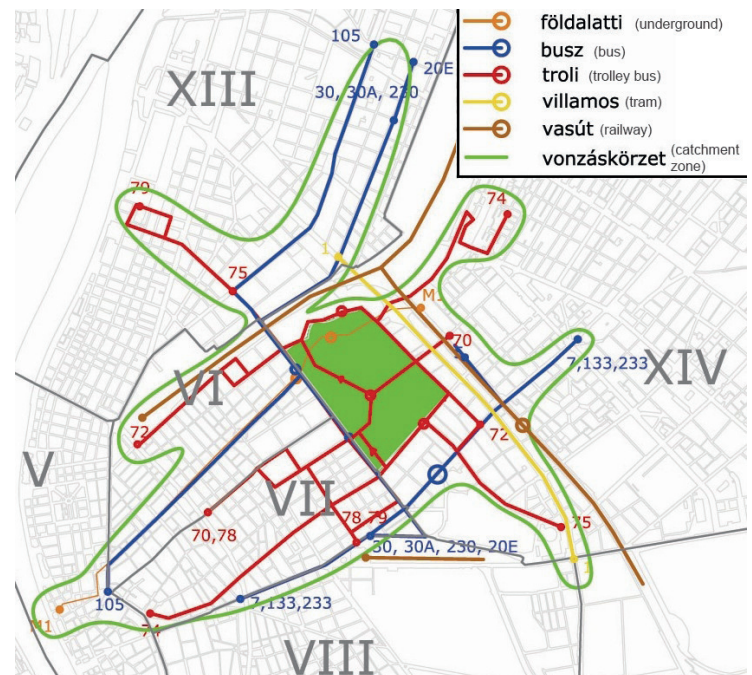 földalatti (underground)
busz (bus)
troli (trolley bus)
villamos (tram)
vasút (railway)
vonzáskörzet (catchment zone)
105
20E
XIII
30, 30A, 230
79
74
1
75
M1
70
7,133,233
XIV
VI
72
72
V
VII
70,78
78,79
75
30, 30A, 230, 20E
1
105
7,133,233
M1
74
VIII